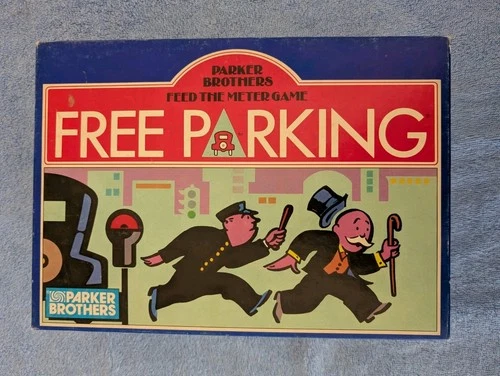 PARKER
BROTHERS
FEED THE METER GAME
FREE PARKING
PARKER
BROTHERS